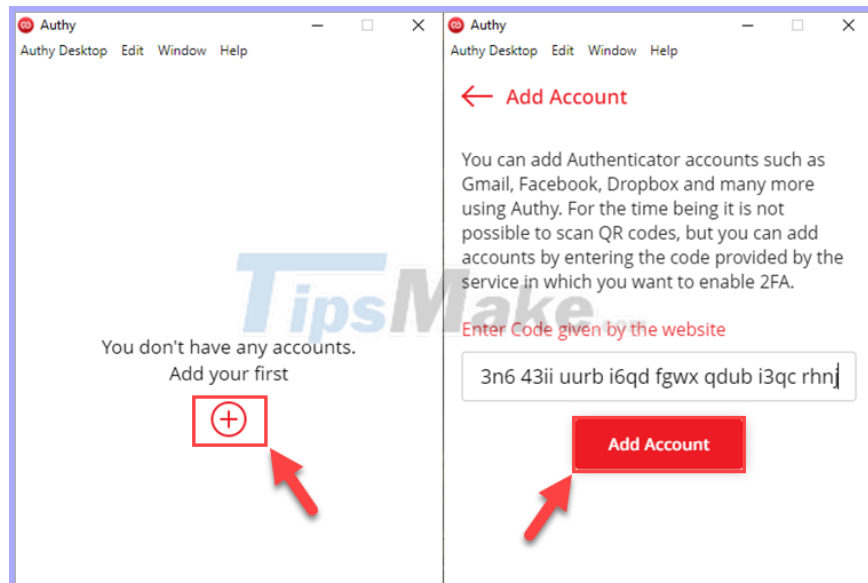 Authy
Authy Desktop Edit Window Help
You don't have any accounts.
Add your first
Authy
Authy Desktop Edit Window Help
Add Account
You can add Authenticator accounts such as
Gmail, Facebook, Dropbox and many more
using Authy. For the time being it is not
possible to scan QR codes, but you can add
accounts by entering the code provided by the
service in which you want to enable 2FA.
Enter Code given by the website
3n6 43ii uurb i6qd fgwx qdub i3qc rhnj
Add Account
TipsMake.com